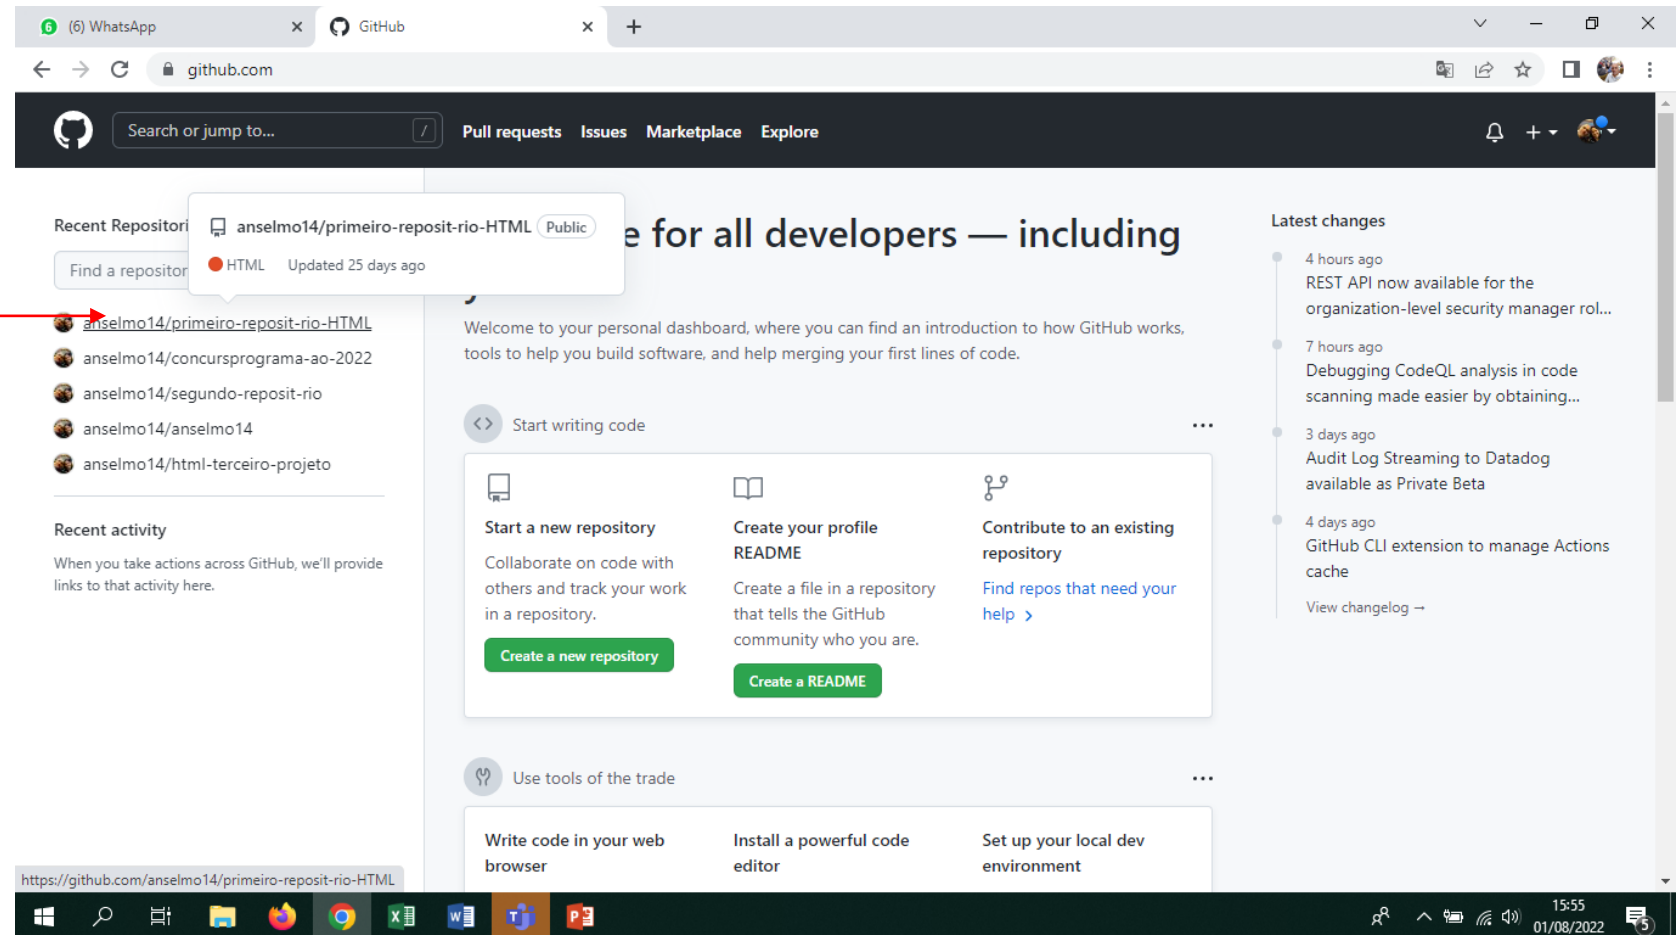 6 (6) WhatsApp
GitHub
github.com
Search or jump to...
/
Pull requests Issues Marketplace Explore
Recent Repositori
Find a repositor
anselmo14/primeiro-reposit-rio-HTML Public
HTML Updated 25 days ago
anselmo14/primeiro-reposit-rio-HTML
anselmo14/concursprograma-ao-2022
anselmo14/segundo-reposit-rio
anselmo14/anselmo14
anselmo14/html-terceiro-projeto
Recent activity
When you take actions across GitHub, we'll provide
links to that activity here.
e for all developers — including
Welcome to your personal dashboard, where you can find an introduction to how GitHub works,
tools to help you build software, and help merging your first lines of code.
Start writing code
Start a new repository
Collaborate on code with
others and track your work
in a repository.
Create a new repository
Create your profile
README
Create a file in a repository
that tells the GitHub
community who you are.
Create a README
Contribute to an existing
repository
Find repos that need your
help >
Use tools of the trade
Write code in your web
browser
Install a powerful code
editor
Set up your local dev
environment
Latest changes
4 hours ago
REST API now available for the
organization-level security manager rol...
7 hours ago
Debugging CodeQL analysis in code
scanning made easier by obtaining...
3 days ago
Audit Log Streaming to Datadog
available as Private Beta
4 days ago
GitHub CLI extension to manage Actions
cache
View changelog →
https://github.com/anselmo14/primeiro-reposit-rio-HTML
15:55
01/08/2022
5